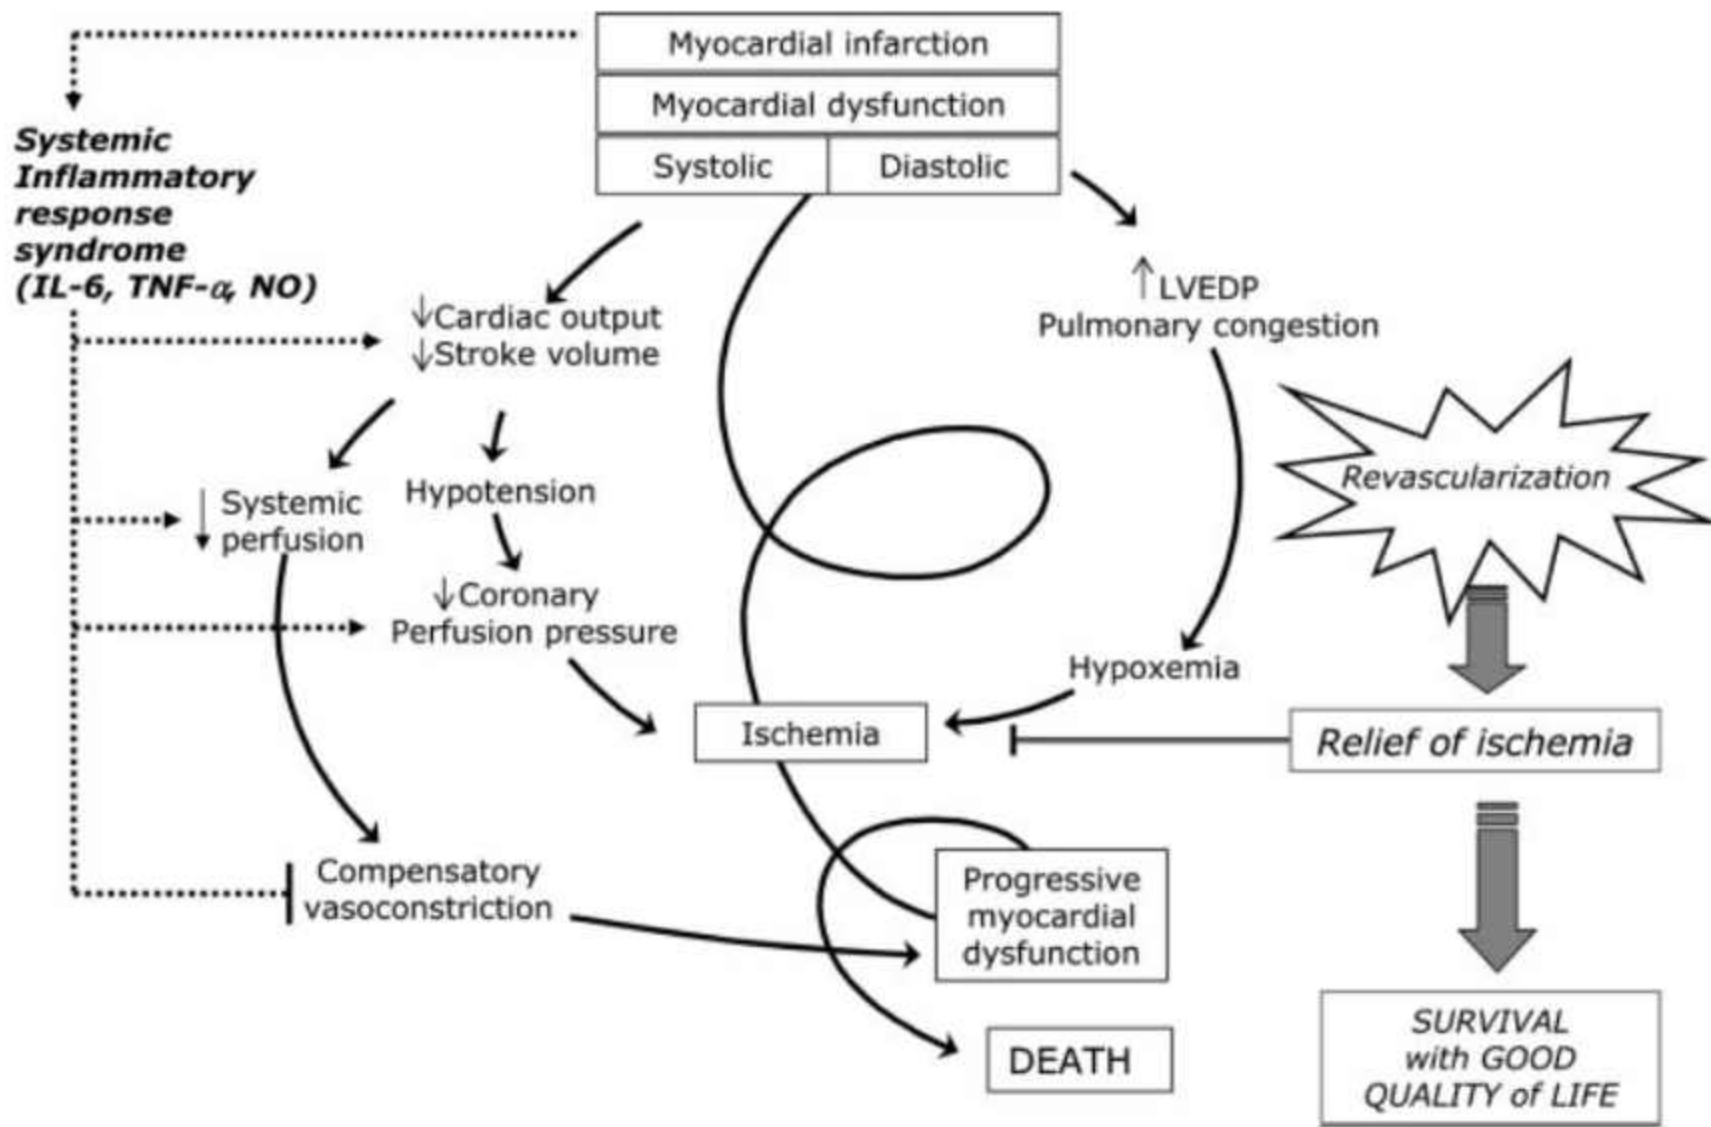 Myocardial infarction
Myocardial dysfunction
Systolic
Diastolic
Systemic
Inflammatory
response
syndrome
(IL-6, TNF-α, NO)
↓Cardiac output
↓Stroke volume
↑LVEDP
Pulmonary congestion
Revascularization
↓ Systemic
perfusion
Hypotension
↓Coronary
Perfusion pressure
Hypoxemia
Ischemia
Relief of ischemia
Compensatory
vasoconstriction
Progressive
myocardial
dysfunction
DEATH
SURVIVAL
with GOOD
QUALITY of LIFE